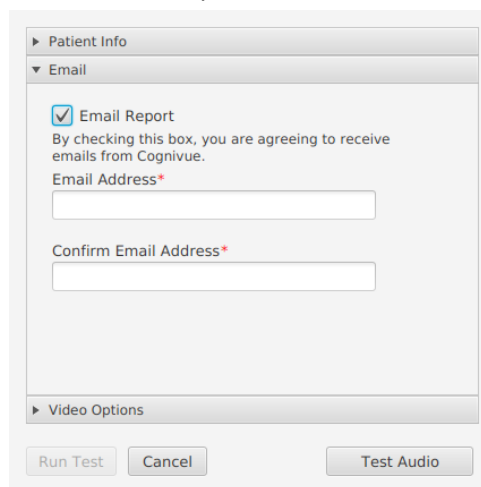 Patient Info
Email
Email Report
By checking this box, you are agreeing to receive
emails from Cognivue.
Email Address*
Confirm Email Address*
Video Options
Run Test Cancel Test Audio